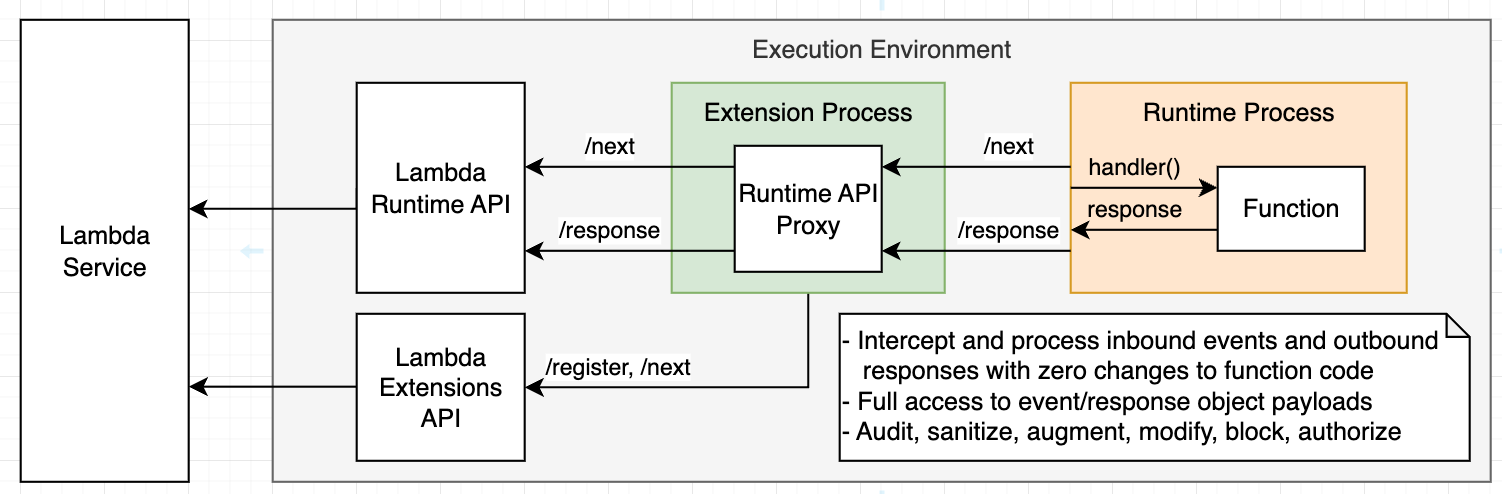 Execution Environment
Lambda
Service
Lambda
Runtime API
/next
/response
Extension Process
Runtime API
Proxy
/next
/response
Runtime Process
handler()
response
Function
Lambda
Extensions
API
/register, /next
- Intercept and process inbound events and outbound
responses with zero changes to function code
- Full access to event/response object payloads
- Audit, sanitize, augment, modify, block, authorize